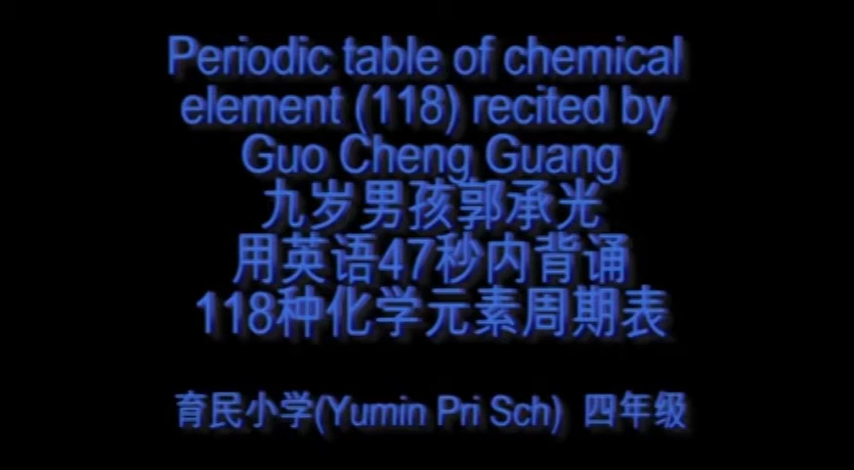 Periodic table of chemical
element (118) recited by
Guo Cheng Guang
九岁男孩郭承光
用英语47秒内背诵
118种化学元素周期表
育民小学(Yumin Pri Sch) 四年级